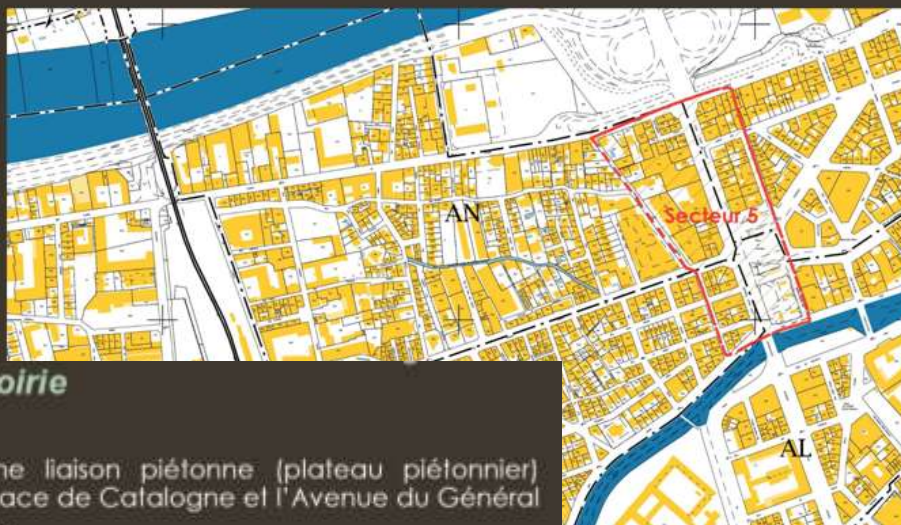 AN
Secteur 5
oirie
ne liaison piétonne (plateau piétonnier)
ace de Catalogne et l'Avenue du Général
AL